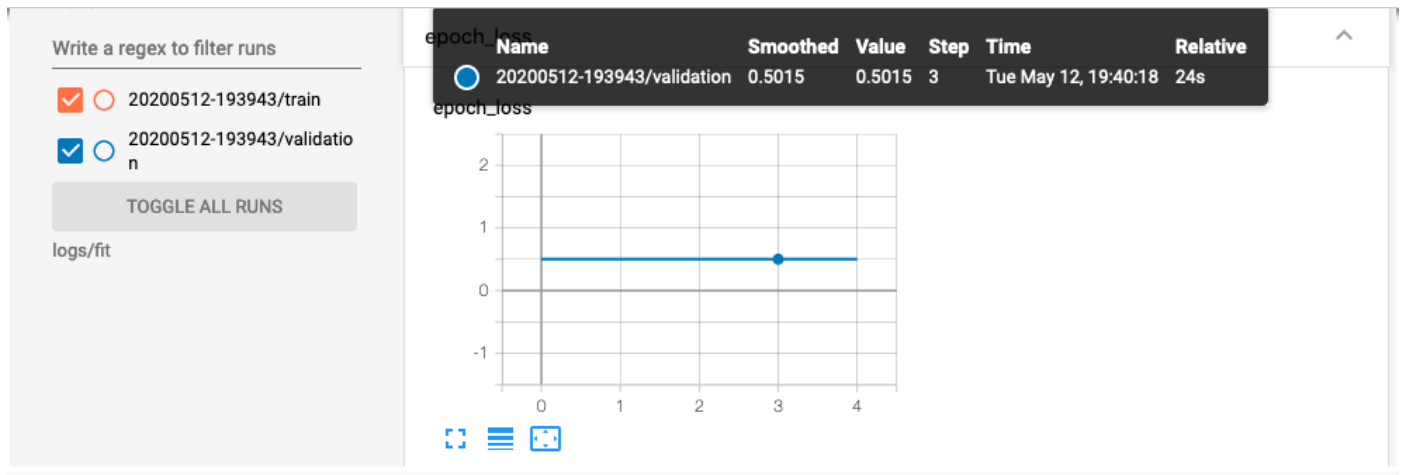 Write a regex to filter runs
20200512-193943/train
20200512-193943/validatio
n
TOGGLE ALL RUNS
logs/fit
epoch_loss
Name Smoothed Value Step Time Relative
20200512-193943/validation 0.5015 0.5015 3 Tue May 12, 19:40:18 24s
epoch_loss
2
1
0
-1
0 1 2 3 4